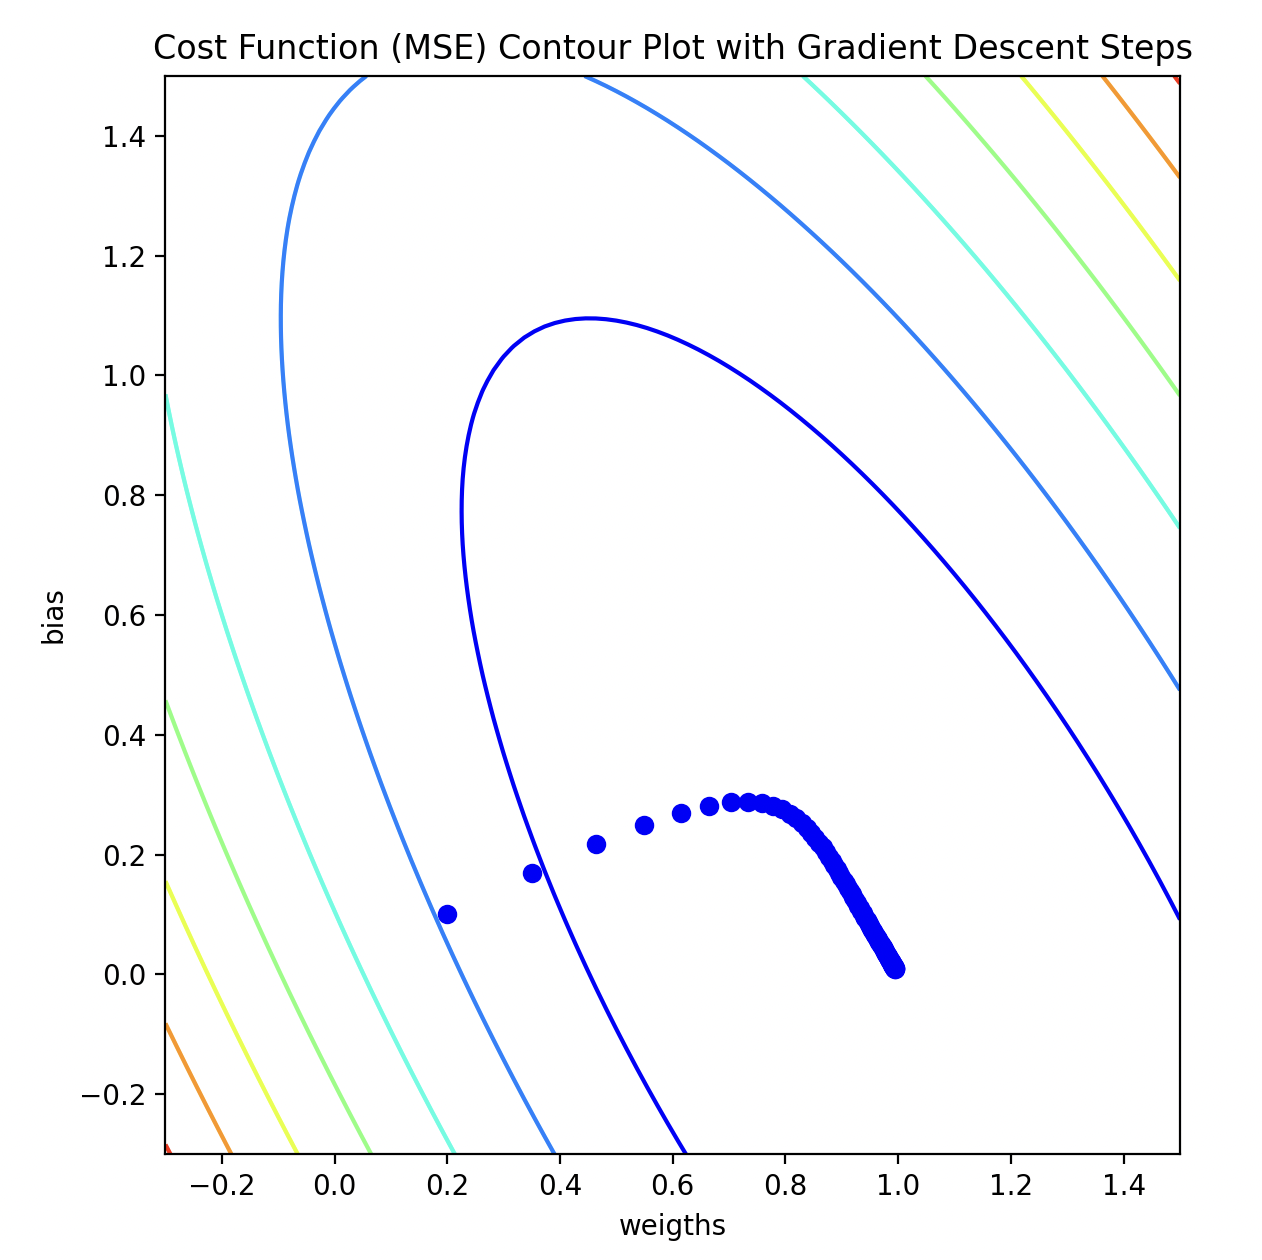 Cost Function (MSE) Contour Plot with Gradient Descent Steps
1.4
1.2
1.0
0.8
0.6
0.4
0.2
0.0
−0.2
bias
−0.2 0.0 0.2 0.4 0.6 0.8 1.0 1.2 1.4
weigths